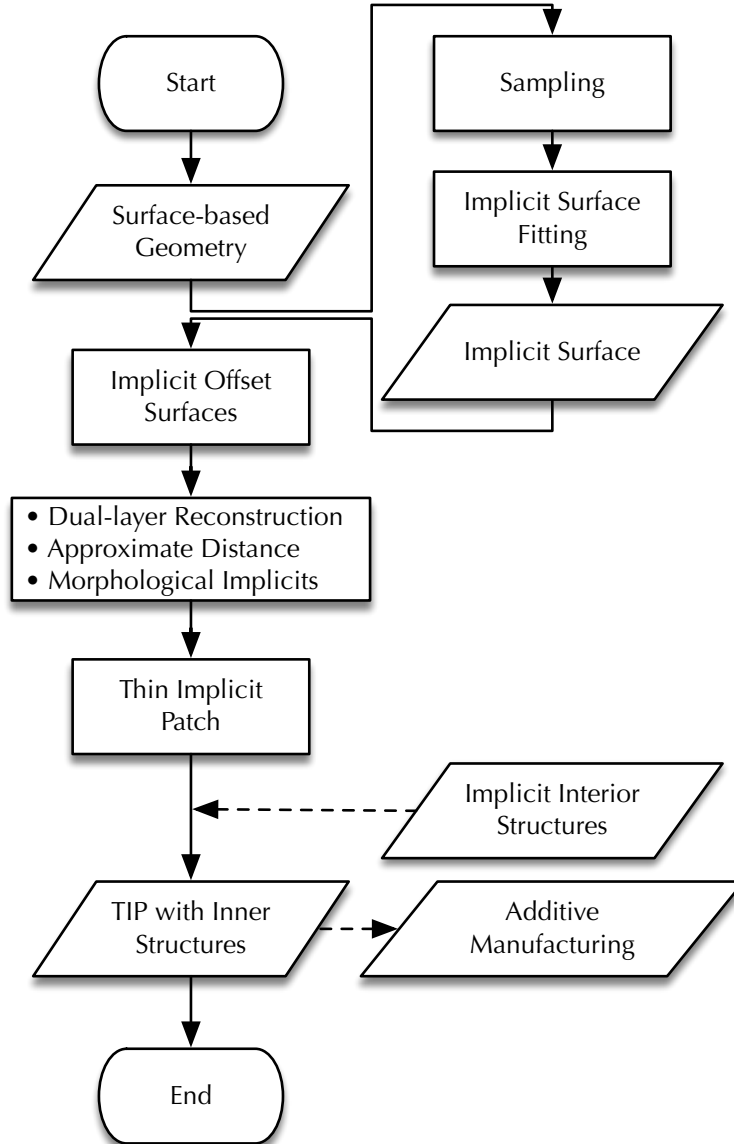 Start
Surface-based
Geometry
Sampling
Implicit Surface
Fitting
Implicit Surface
Implicit Offset
Surfaces
• Dual-layer Reconstruction
• Approximate Distance
• Morphological Implicits
Thin Implicit
Patch
Implicit Interior
Structures
TIP with Inner
Structures
Additive
Manufacturing
End